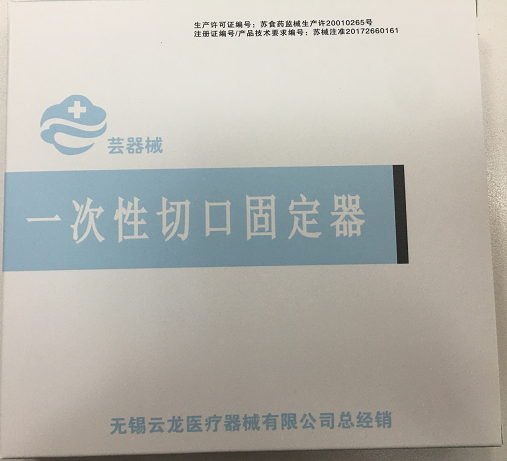 生产许可证编号：苏食药监械生产许20010265号
注册证编号/产品技术要求编号：苏械注准20172660161
芸器械
一次性切口固定器
无锡云龙医疗器械有限公司总经销